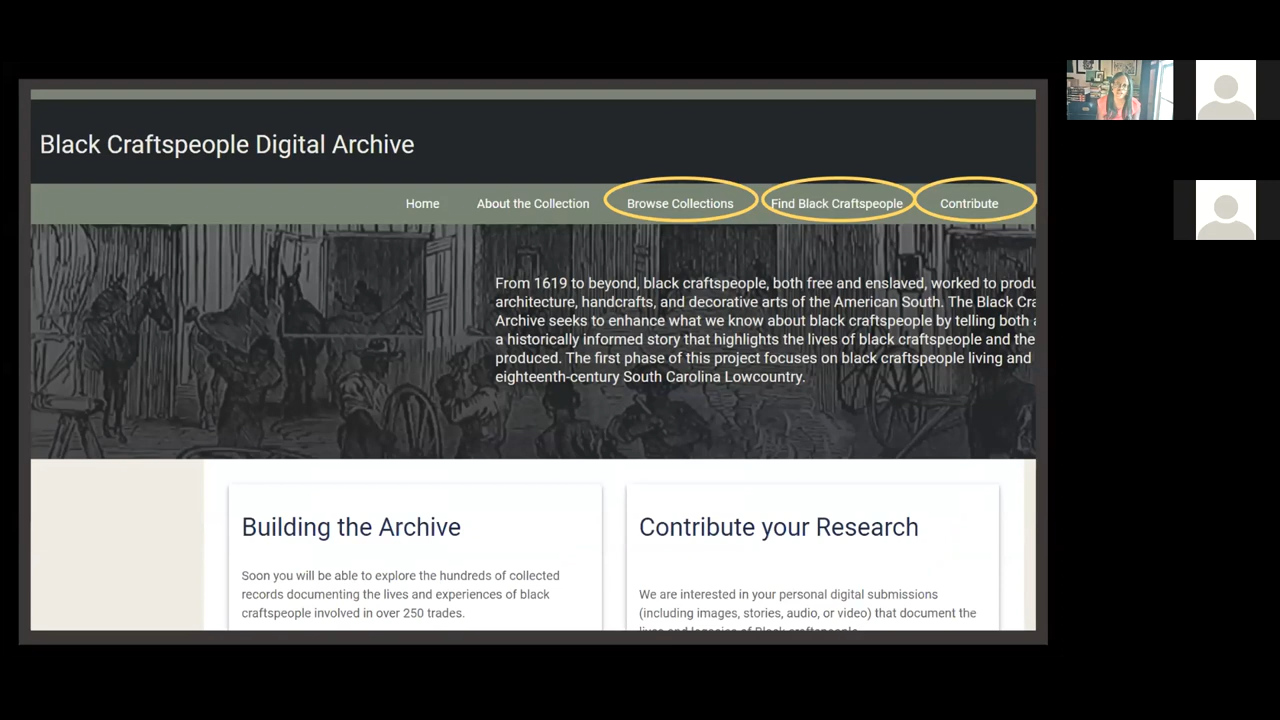 Black Craftspeople Digital Archive
Home About the Collection Browse Collections Find Black Craftspeople Contribute
From 1619 to beyond, black craftspeople, both free and enslaved, worked to
architecture, handcrafts, and decorative arts of the American South. The Black
Archive seeks to enhance what we know about black craftspeople by telling both
a historically informed story that highlights the lives of black craftspeople and the
produced. The first phase of this project focuses on black craftspeople living and
eighteenth-century South Carolina Lowcountry.
Building the Archive
Soon you will be able to explore the hundreds of collected
records documenting the lives and experiences of black
craftspeople involved in over 250 trades.
Contribute your Research
We are interested in your personal digital submissions
(including images, stories, audio, or video) that document the
lives and legacies of Black craftspeople